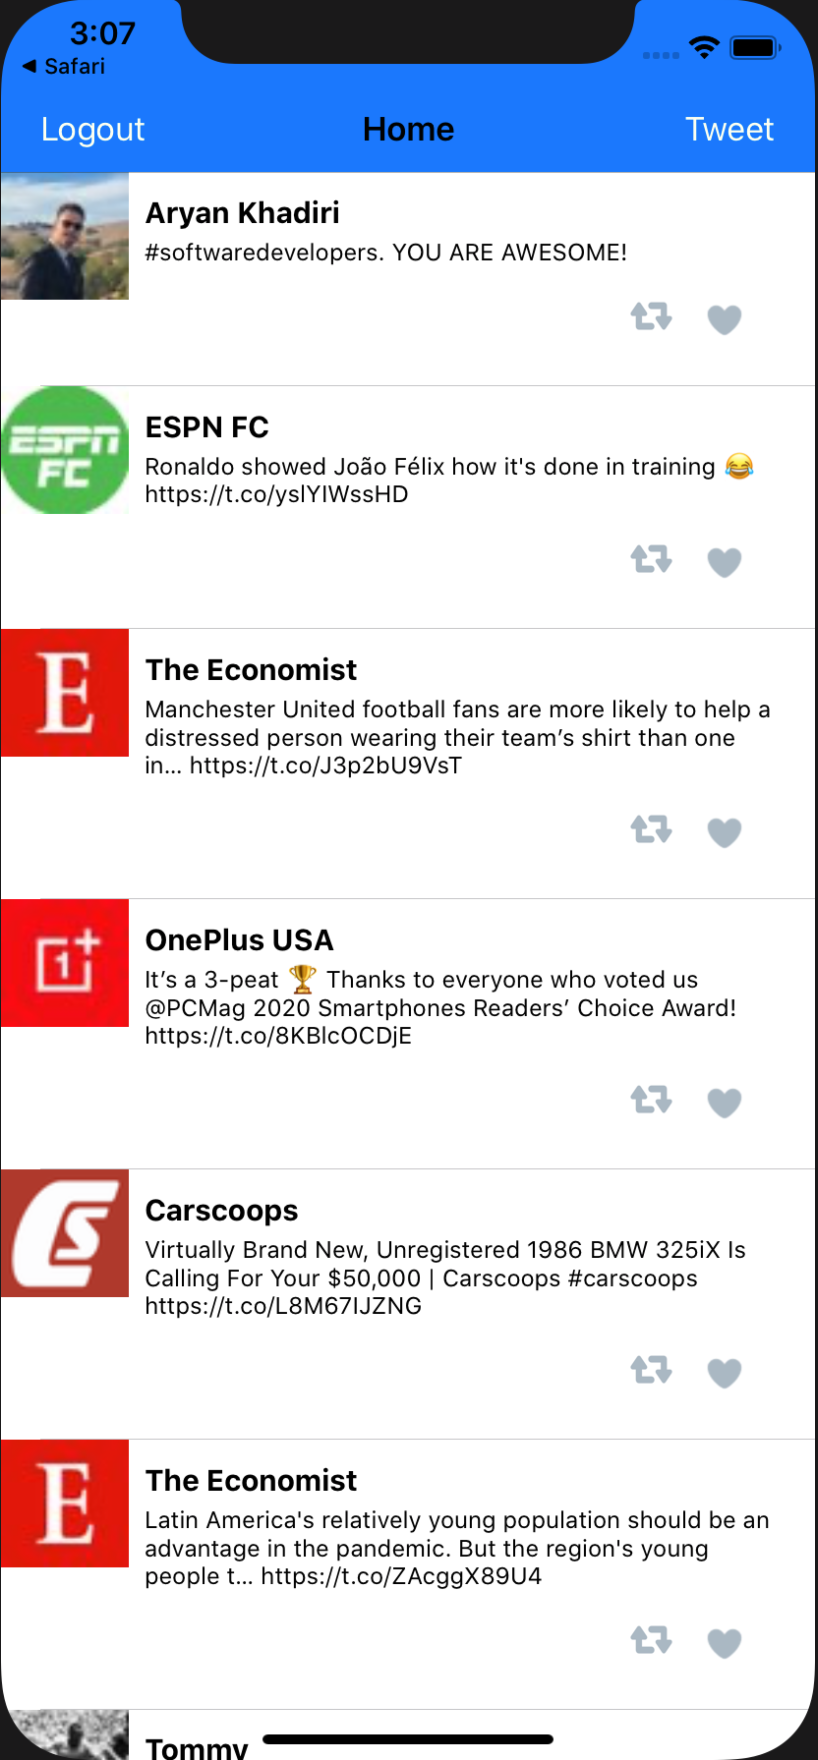 3:07
◀ Safari
Logout Home Tweet
Aryan Khadiri
#softwaredevelopers. YOU ARE AWESOME!
ESPN FC
ESPN FC
Ronaldo showed João Félix how it's done in training 😂
https://t.co/yslYIWssHD
E
The Economist
Manchester United football fans are more likely to help a
distressed person wearing their team’s shirt than one
in... https://t.co/J3p2bU9VsT
1+
OnePlus USA
It’s a 3-peat 🏆 Thanks to everyone who voted us
@PCMag 2020 Smartphones Readers’ Choice Award!
https://t.co/8KBlcOCDjE
CS
Carscoops
Virtually Brand New, Unregistered 1986 BMW 325iX Is
Calling For Your $50,000 | Carscoops #carscoops
https://t.co/L8M67IJZNG
E
The Economist
Latin America's relatively young population should be an
advantage in the pandemic. But the region's young
people t... https://t.co/ZAcggX89U4
Tommy